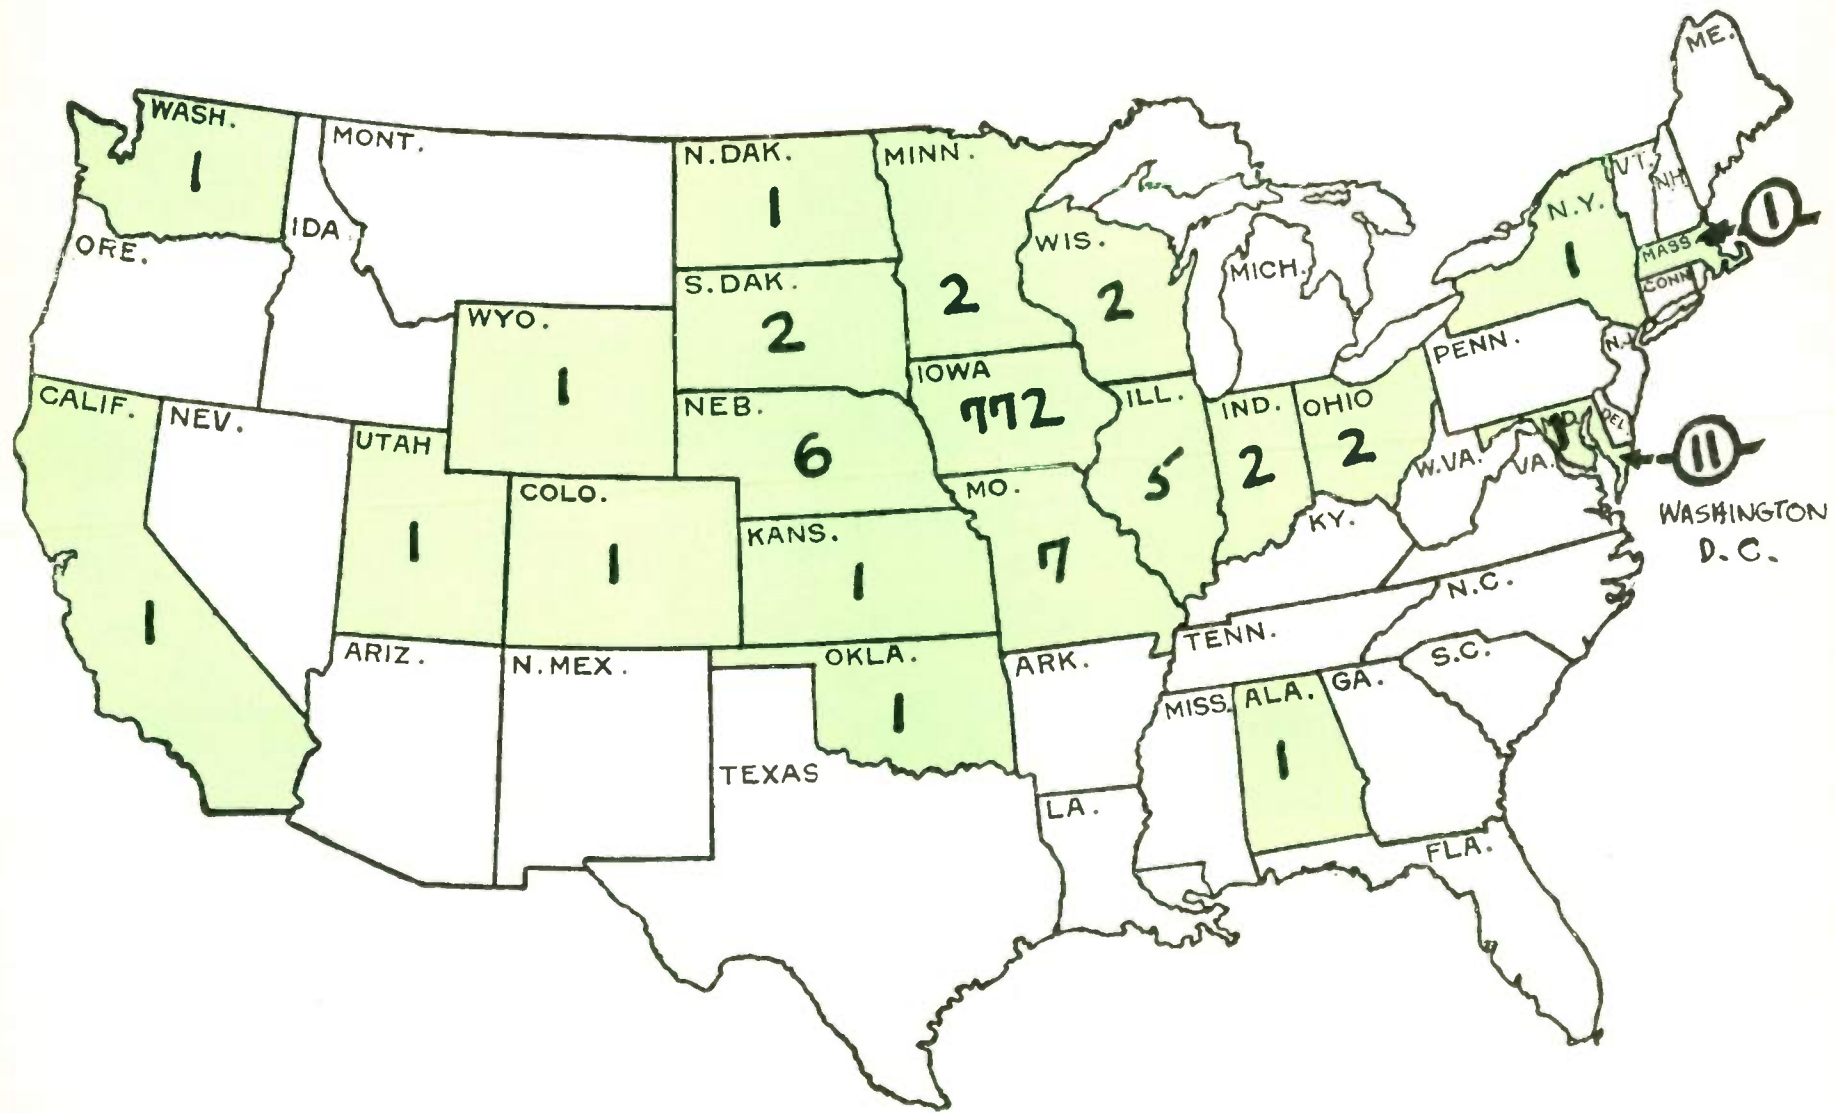 ME.
WASH.
1
MONT.
N.DAK.
1
MINN.
2
VT.
N.H.
N.Y.
1
MASS.
1
CONN
ORE.
IDA.
S.DAK.
2
WIS.
2
MICH.
WYO.
1
IOWA
772
PENN.
N.J.
CALIF.
1
NEV.
UTAH
1
NEB.
6
ILL.
5
IND.
2
OHIO
2
MD.
1
DEL.
11
WASHINGTON
D.C.
COLO.
1
KANS.
1
MO.
7
W.VA.
VA.
KY.
N.C.
ARIZ.
N.MEX.
OKLA.
1
ARK.
TENN.
S.C.
TEXAS
MISS.
ALA.
1
GA.
LA.
FLA.